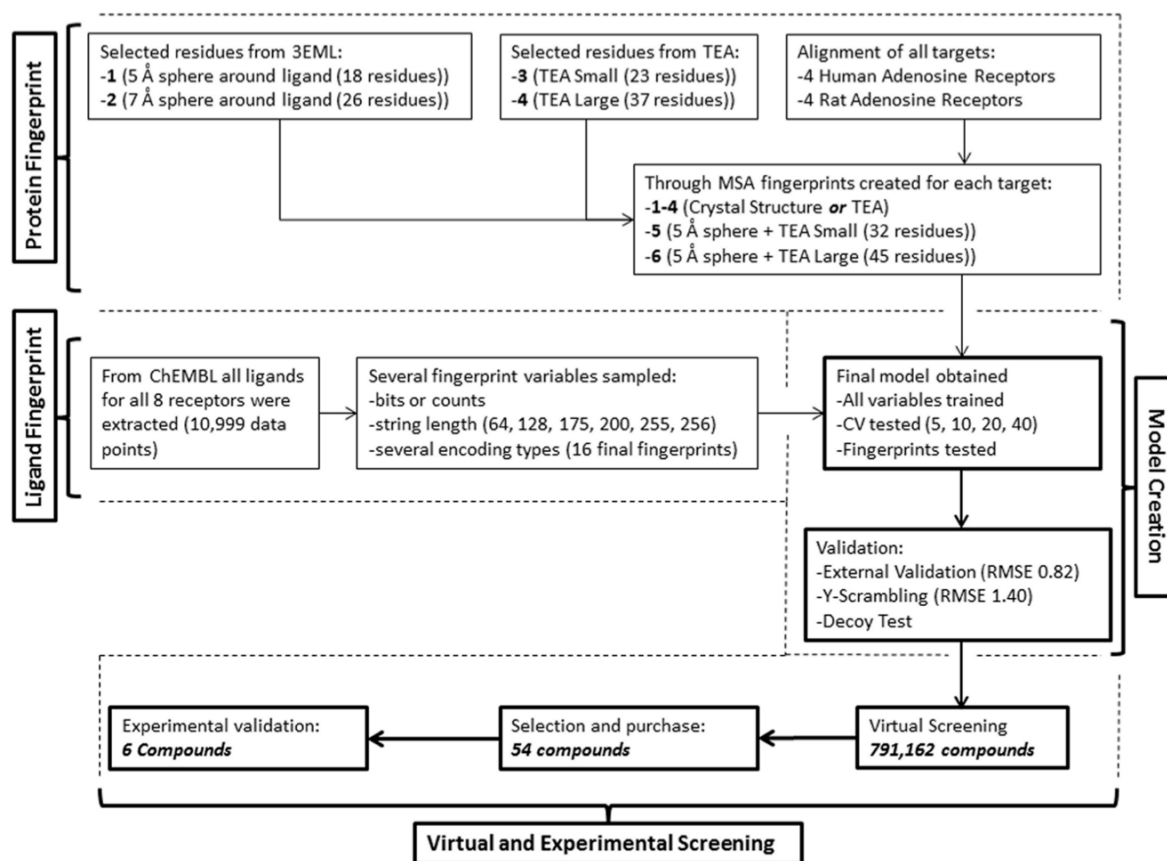 Protein Fingerprint
Selected residues from 3EML:
-1 (5 Å sphere around ligand (18 residues))
-2 (7 Å sphere around ligand (26 residues))
Selected residues from TEA:
-3 (TEA Small (23 residues))
-4 (TEA Large (37 residues))
Alignment of all targets:
-4 Human Adenosine Receptors
-4 Rat Adenosine Receptors
Through MSA fingerprints created for each target:
-1-4 (Crystal Structure or TEA)
-5 (5 Å sphere + TEA Small (32 residues))
-6 (5 Å sphere + TEA Large (45 residues))
Ligand Fingerprint
From ChEMBL all ligands
for all 8 receptors were
extracted (10,999 data
points)
Several fingerprint variables sampled:
-bits or counts
-string length (64, 128, 175, 200, 255, 256)
-several encoding types (16 final fingerprints)
Final model obtained
-All variables trained
-CV tested (5, 10, 20, 40)
-Fingerprints tested
Model Creation
Validation:
-External Validation (RMSE 0.82)
-Y-Scrambling (RMSE 1.40)
-Decoy Test
Experimental validation:
6 Compounds
Selection and purchase:
54 compounds
Virtual Screening
791,162 compounds
Virtual and Experimental Screening